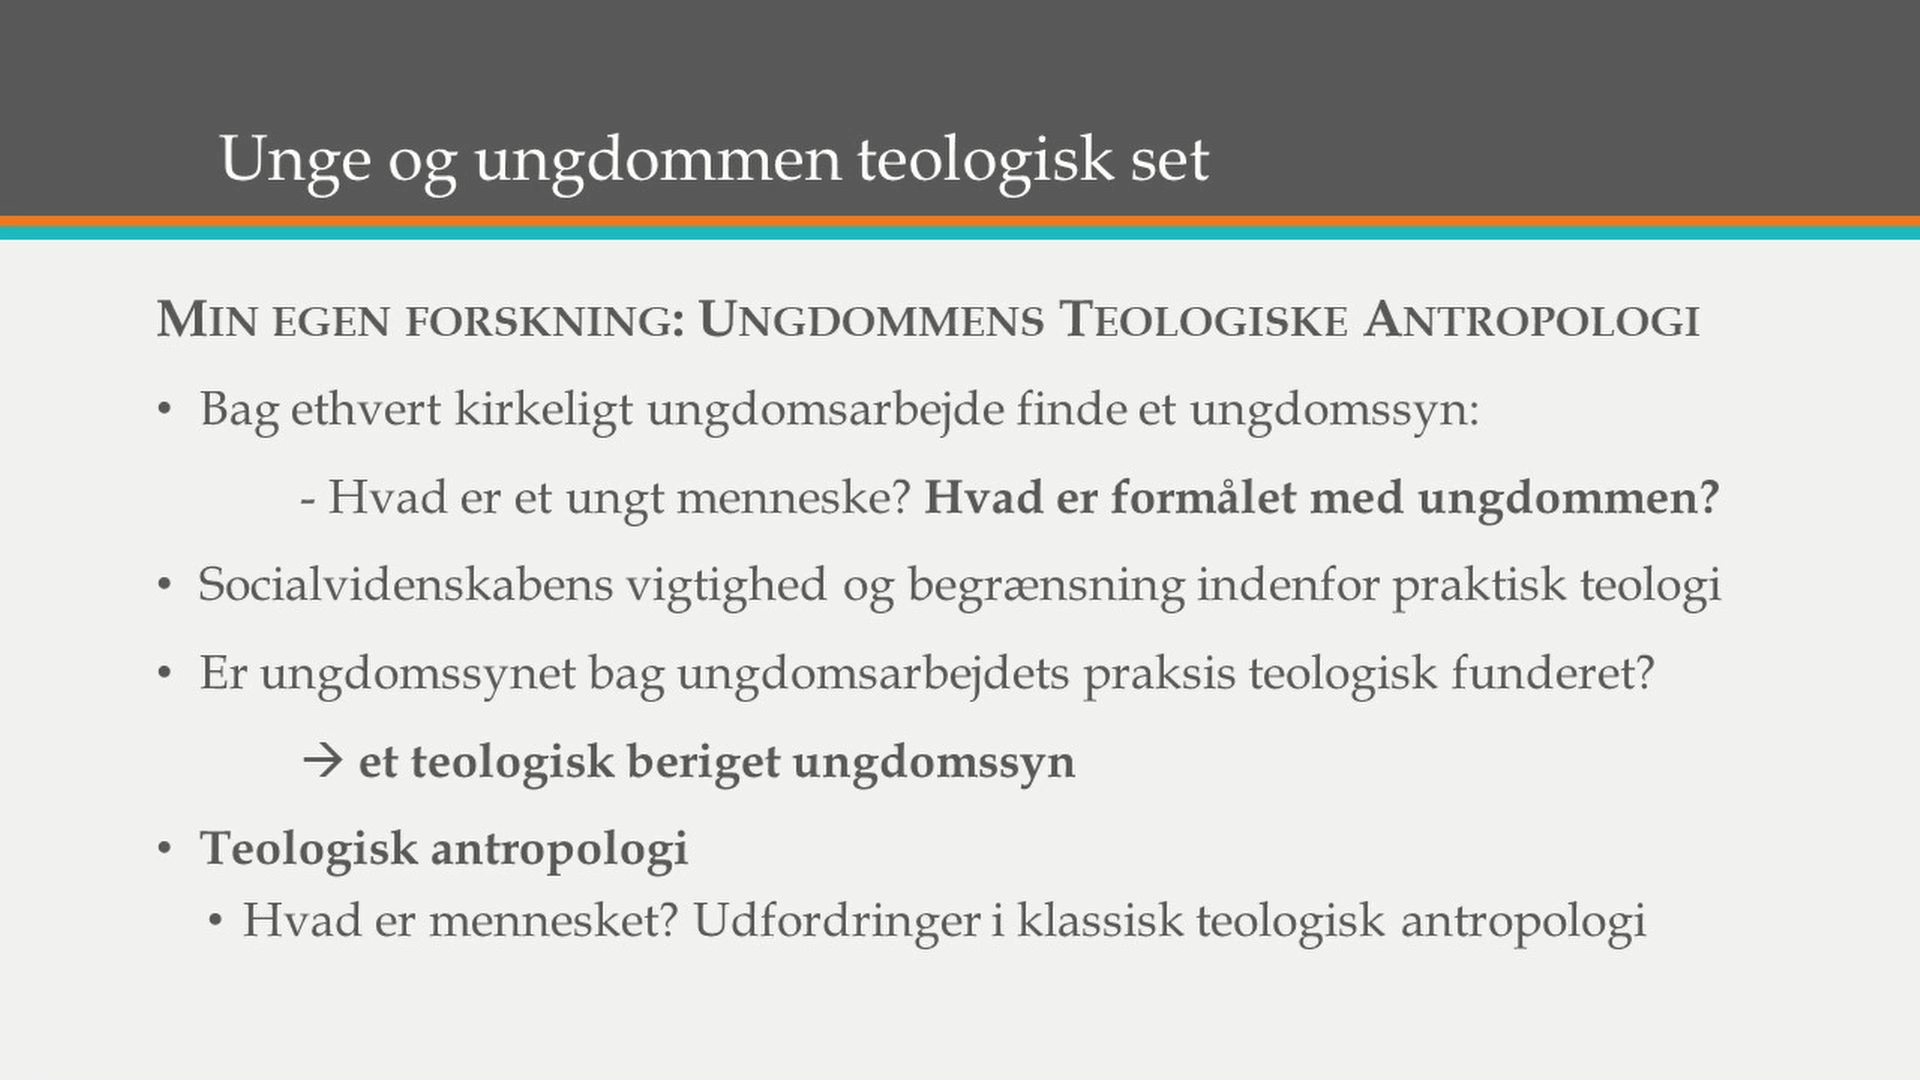 Unge og ungdommen teologisk set
Min egen forskning: Ungdommens Teologiske Antropologi
• Bag ethvert kirkeligt ungdomsarbejde finde et ungdomssyn:
- Hvad er et ungt menneske? Hvad er formålet med ungdommen?
• Socialvidenskabens vigtighed og begrænsning indenfor praktisk teologi
• Er ungdomssynet bag ungdomsarbejdets praksis teologisk funderet?
→ et teologisk beriget ungdomssyn
• Teologisk antropologi
• Hvad er mennesket? Udfordringer i klassisk teologisk antropologi